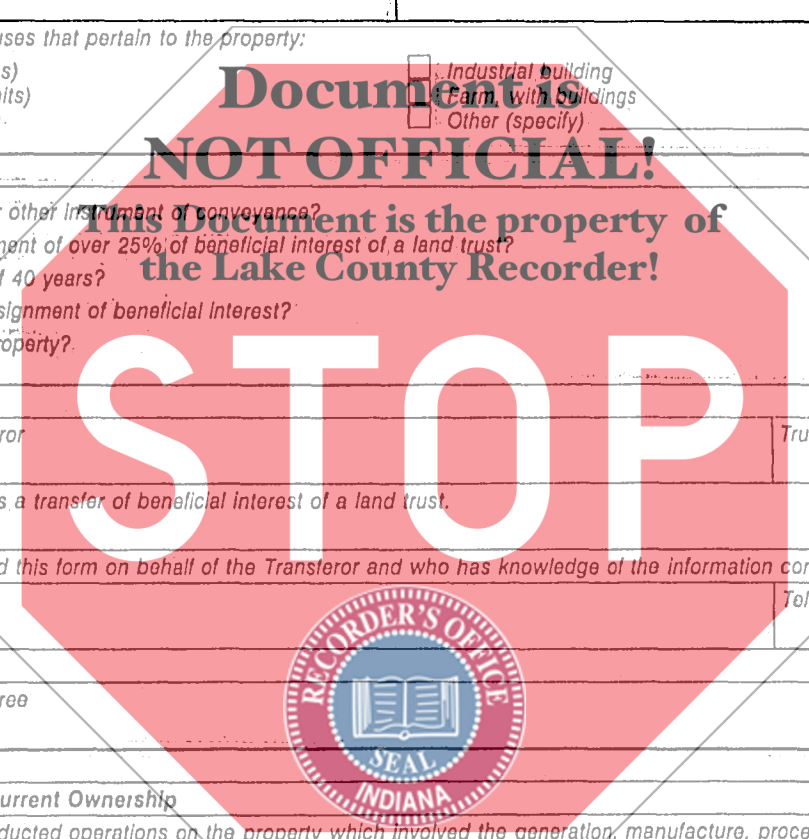 uses that pertain to the property:
s)
Industrial building
its)
Document is
Farm, with buildings
Other (specify)
NOT OFFICIAL!
r other instrument of conveyance?
This Document is the property of
ment of over 25% of beneficial interest of a land trust?
the Lake County Recorder!
f 40 years?
signment of beneficial interest?
operty?
STOP
ror
Tru
s a transfer of beneficial interest of a land trust.
d this form on behalf of the Transferor and who has knowledge of the information con
Tel
RECORDER'S OFFICE
SEAL
INDIANA
ree
urrent Ownership
ducted operations on the property which involved the generation, manufacture, proce